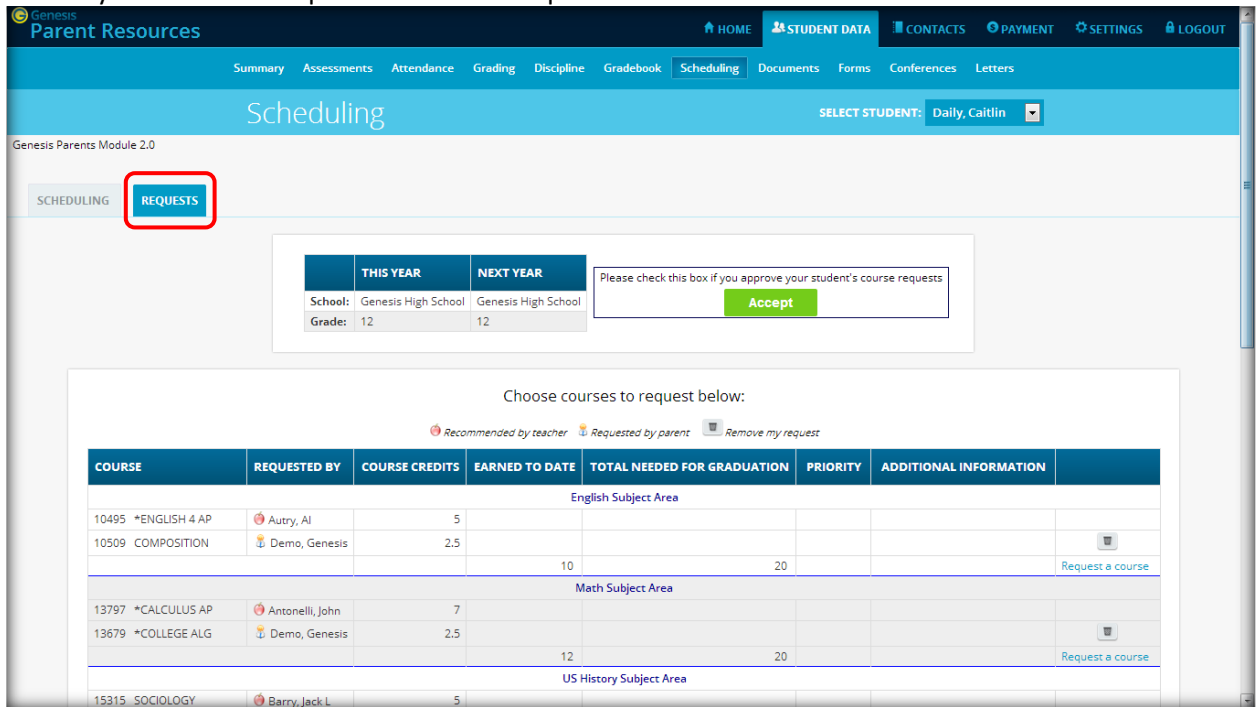 Genesis
Parent Resources
HOME STUDENT DATA CONTACTS PAYMENT SETTINGS LOGOUT
Summary Assessments Attendance Grading Discipline Gradebook Scheduling Documents Forms Conferences Letters
Scheduling
SELECT STUDENT: Daily, Caitlin
Genesis Parents Module 2.0
SCHEDULING REQUESTS
THIS YEAR NEXT YEAR
School: Genesis High School Genesis High School
Grade: 12 12
Please check this box if you approve your student's course requests
Accept
Choose courses to request below:
Recommended by teacher Requested by parent Remove my request
COURSE REQUESTED BY COURSE CREDITS EARNED TO DATE TOTAL NEEDED FOR GRADUATION PRIORITY ADDITIONAL INFORMATION
English Subject Area
10495 *ENGLISH 4 AP Autry, Al 5
10509 COMPOSITION Demo, Genesis 2.5
10 20 Request a course
Math Subject Area
13797 *CALCULUS AP Antonelli, John 7
13679 *COLLEGE ALG Demo, Genesis 2.5
12 20 Request a course
US History Subject Area
15315 SOCIOLOGY Barry, Jack L 5